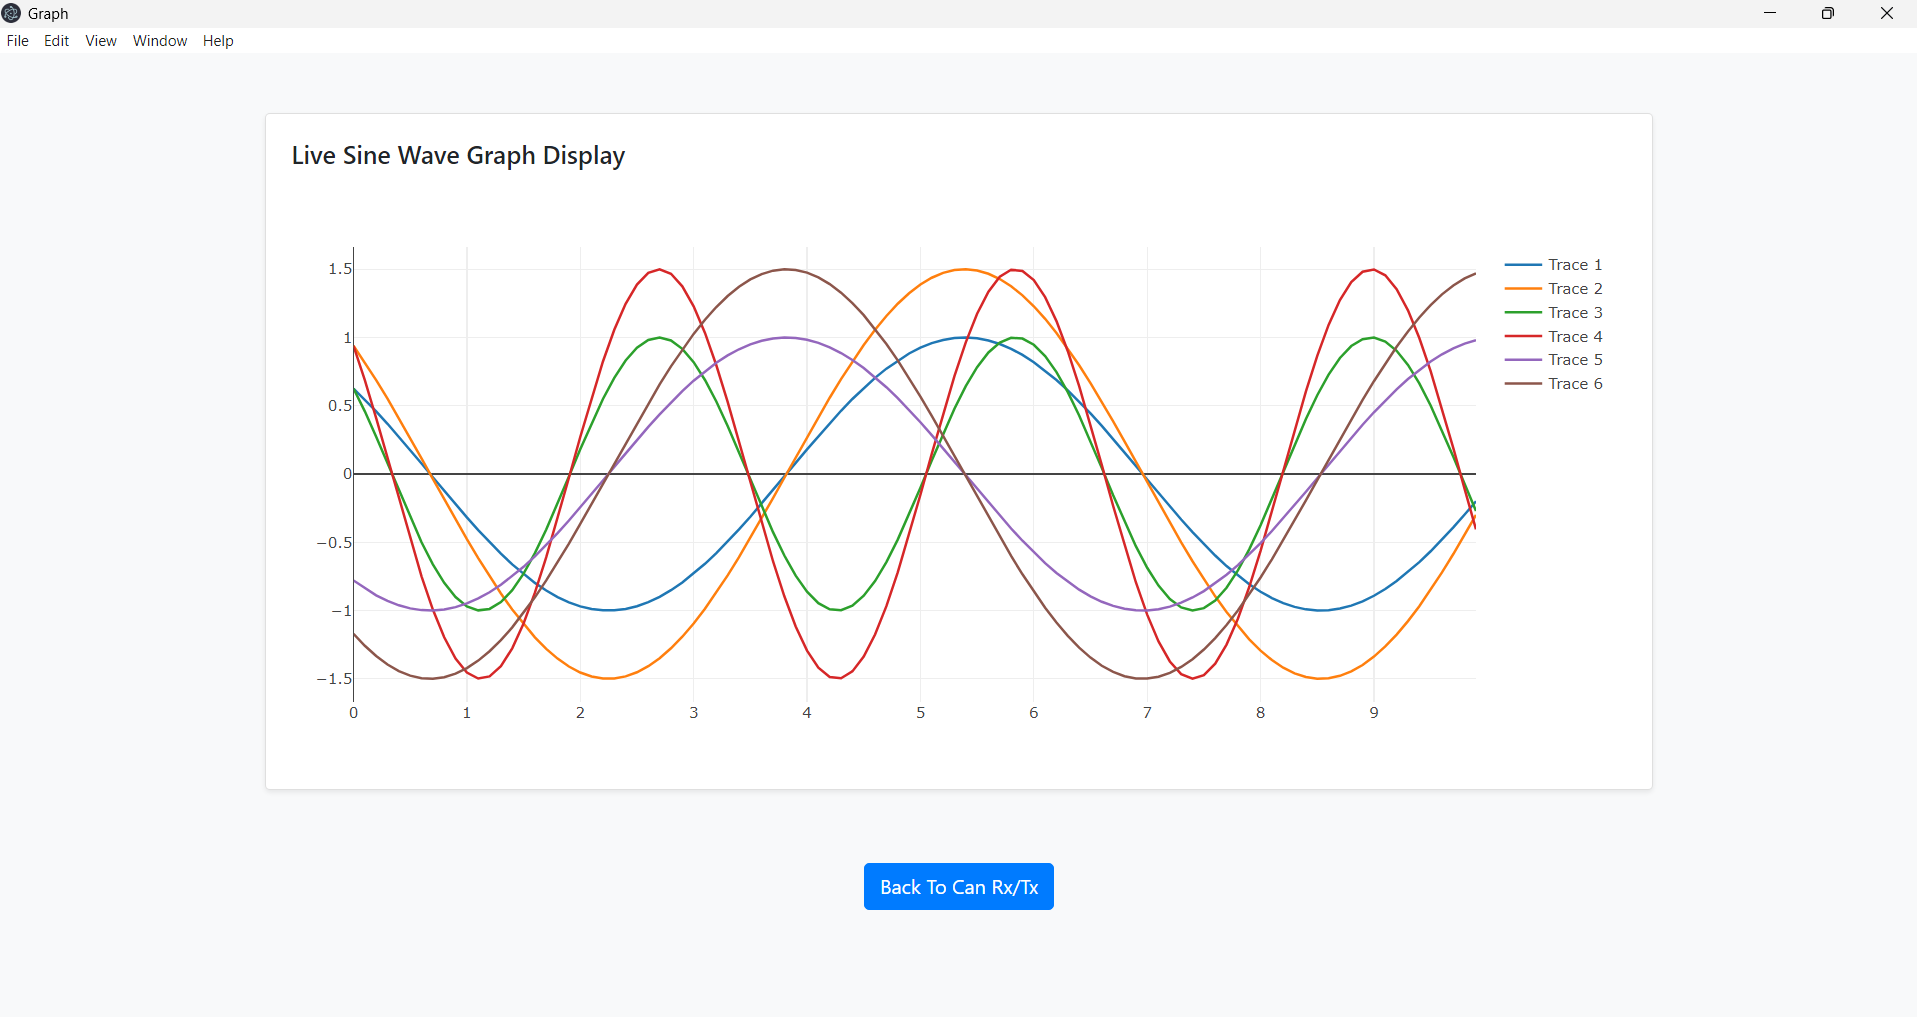 Graph
File Edit View Window Help
Live Sine Wave Graph Display
1.5
1
0.5
0
−0.5
−1
−1.5
0 1 2 3 4 5 6 7 8 9
Trace 1
Trace 2
Trace 3
Trace 4
Trace 5
Trace 6
Back To Can Rx/Tx